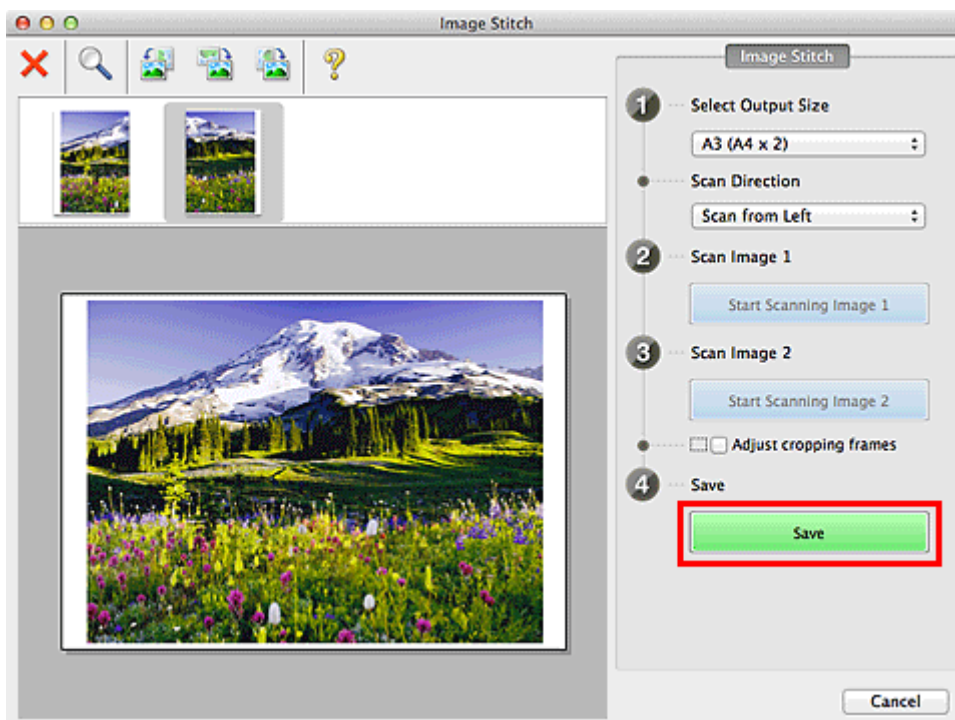 Image Stitch
Image Stitch
1 Select Output Size
A3 (A4 x 2)
Scan Direction
Scan from Left
2 Scan Image 1
Start Scanning Image 1
3 Scan Image 2
Start Scanning Image 2
Adjust cropping frames
4 Save
Save
Cancel